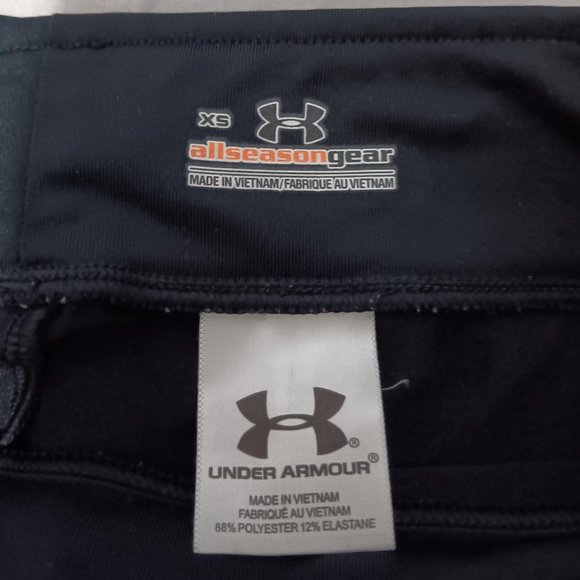 XS
allseasongear
MADE IN VIETNAM/FABRIQUE AU VIETNAM
®
UNDER ARMOUR®
MADE IN VIETNAM
FABRIQUÉ AU VIETNAM
88% POLYESTER 12% ELASTANE